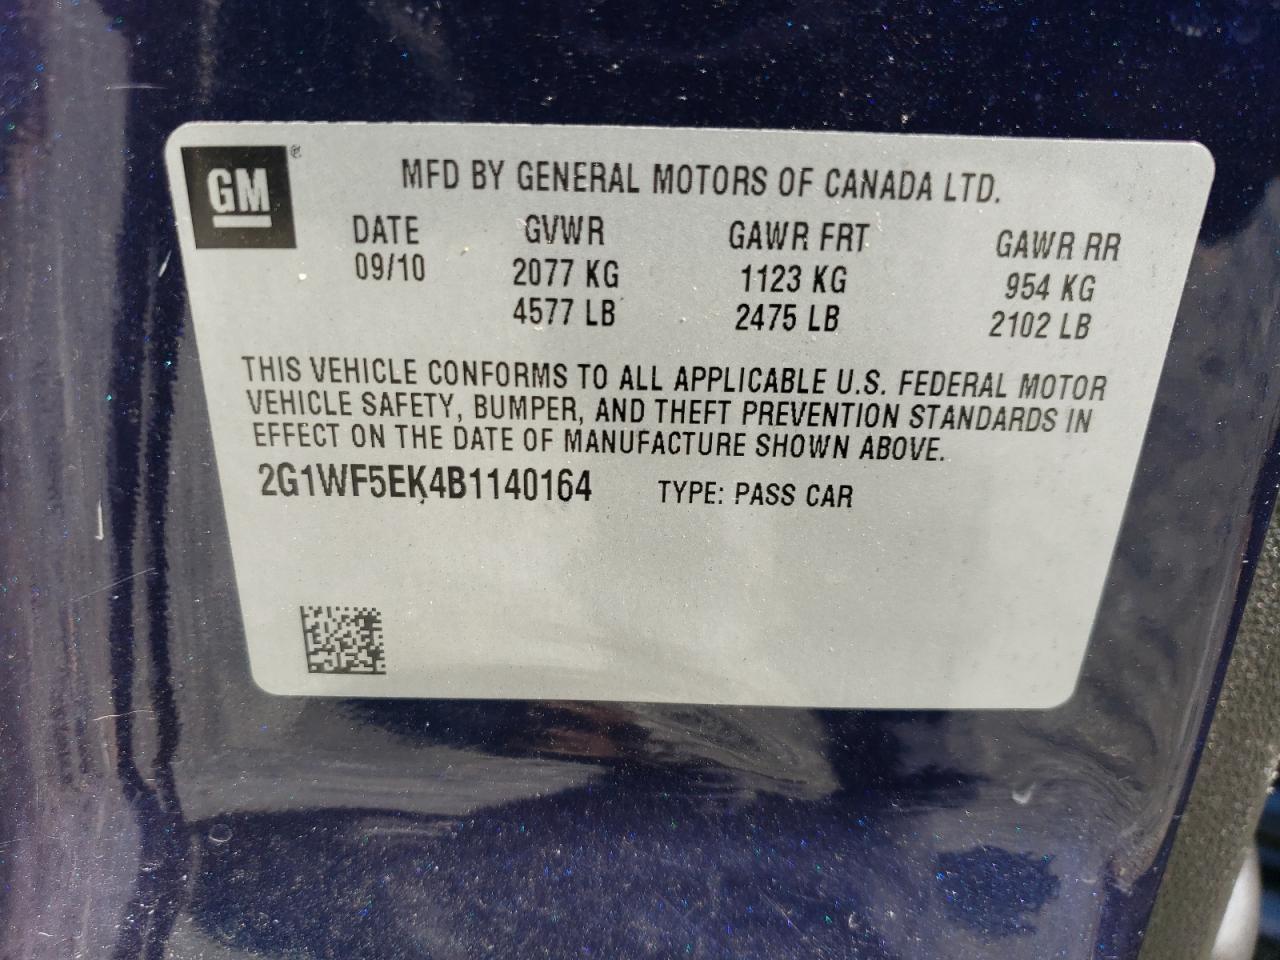 GM ®
MFD BY GENERAL MOTORS OF CANADA LTD.
DATE GVWR GAWR FRT GAWR RR
09/10 2077 KG 1123 KG 954 KG
4577 LB 2475 LB 2102 LB
THIS VEHICLE CONFORMS TO ALL APPLICABLE U.S. FEDERAL MOTOR
VEHICLE SAFETY, BUMPER, AND THEFT PREVENTION STANDARDS IN
EFFECT ON THE DATE OF MANUFACTURE SHOWN ABOVE.
2G1WF5EK4B1140164 TYPE: PASS CAR